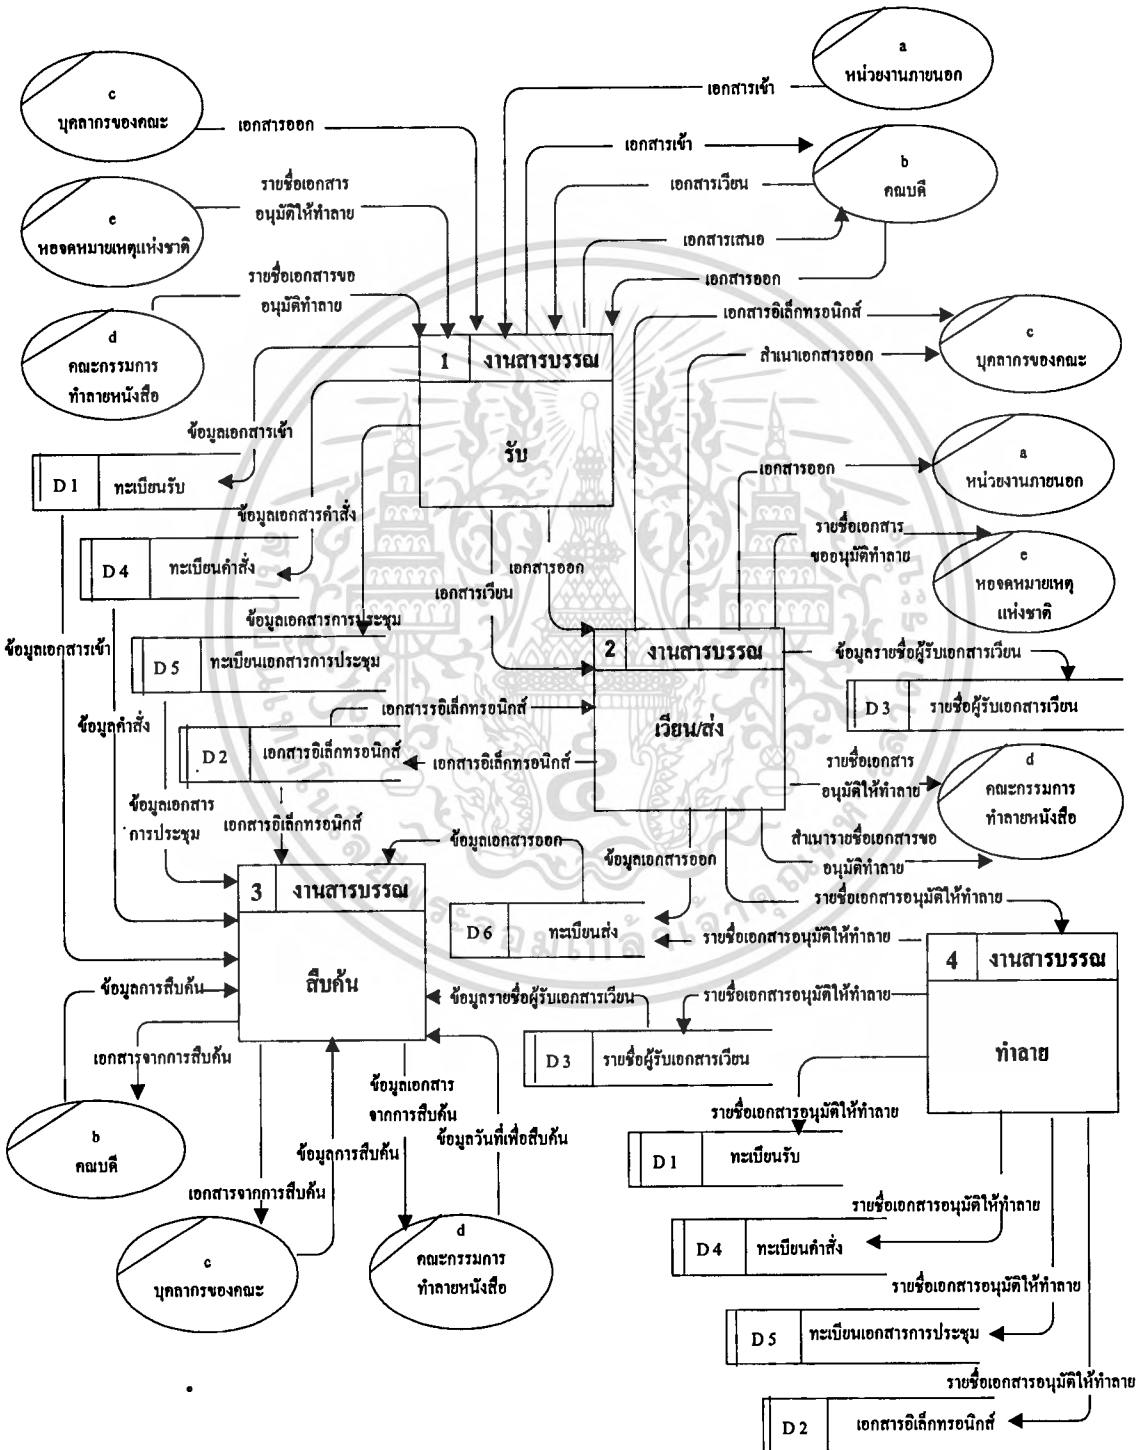 a
หน่วยงานภายนอก
c
บุคลากรของคณะ
เอกสารเข้า
เอกสารออก
เอกสารเข้า
b
คณบดี
เอกสารเวียน
รายชื่อเอกสาร
อนุมัติให้ทำลาย
e
หอจดหมายเหตุแห่งชาติ
เอกสารเสนอ
เอกสารออก
รายชื่อเอกสารขอ
อนุมัติทำลาย
d
คณะกรรมการ
ทำลายหนังสือ
เอกสารอิเล็กทรอนิกส์
c
บุคลากรของคณะ
สำเนาเอกสารออก
1 งานสารบรรณ
รับ
ข้อมูลเอกสารเข้า
D 1 ทะเบียนรับ
a
หน่วยงานภายนอก
เอกสารออก
ข้อมูลเอกสารคำสั่ง
D 4 ทะเบียนคำสั่ง
รายชื่อเอกสาร
ขออนุมัติทำลาย
e
หอจดหมายเหตุ
แห่งชาติ
เอกสารออก
เอกสารเวียน
ข้อมูลเอกสารการประชุม
D 5 ทะเบียนเอกสารการประชุม
ข้อมูลเอกสารเข้า
2 งานสารบรรณ
เวียน/ส่ง
ข้อมูลรายชื่อผู้รับเอกสารเวียน
D 3 รายชื่อผู้รับเอกสารเวียน
เอกสารรอิเล็กทรอนิกส์
ข้อมูลคำสั่ง
D 2 เอกสารอิเล็กทรอนิกส์
เอกสารอิเล็กทรอนิกส์
รายชื่อเอกสาร
อนุมัติให้ทำลาย
d
คณะกรรมการ
ทำลายหนังสือ
ข้อมูลเอกสาร
การประชุม
เอกสารอิเล็กทรอนิกส์
ข้อมูลเอกสารออก
ข้อมูลเอกสารออก
สำเนารายชื่อเอกสารขอ
อนุมัติทำลาย
3 งานสารบรรณ
สืบค้น
รายชื่อเอกสารอนุมัติให้ทำลาย
D 6 ทะเบียนส่ง
รายชื่อเอกสารอนุมัติให้ทำลาย
4 งานสารบรรณ
ทำลาย
ข้อมูลการสืบค้น
ข้อมูลรายชื่อผู้รับเอกสารเวียน
รายชื่อเอกสารอนุมัติให้ทำลาย
D 3 รายชื่อผู้รับเอกสารเวียน
เอกสารจากการสืบค้น
ข้อมูลเอกสาร
จากการสืบค้น
b
คณบดี
ข้อมูลวันที่เพื่อสืบค้น
ข้อมูลการสืบค้น
รายชื่อเอกสารอนุมัติให้ทำลาย
D 1 ทะเบียนรับ
เอกสารจากการสืบค้น
c
บุคลากรของคณะ
d
คณะกรรมการ
ทำลายหนังสือ
รายชื่อเอกสารอนุมัติให้ทำลาย
D 4 ทะเบียนคำสั่ง
รายชื่อเอกสารอนุมัติให้ทำลาย
D 5 ทะเบียนเอกสารการประชุม
รายชื่อเอกสารอนุมัติให้ทำลาย
D 2 เอกสารอิเล็กทรอนิกส์